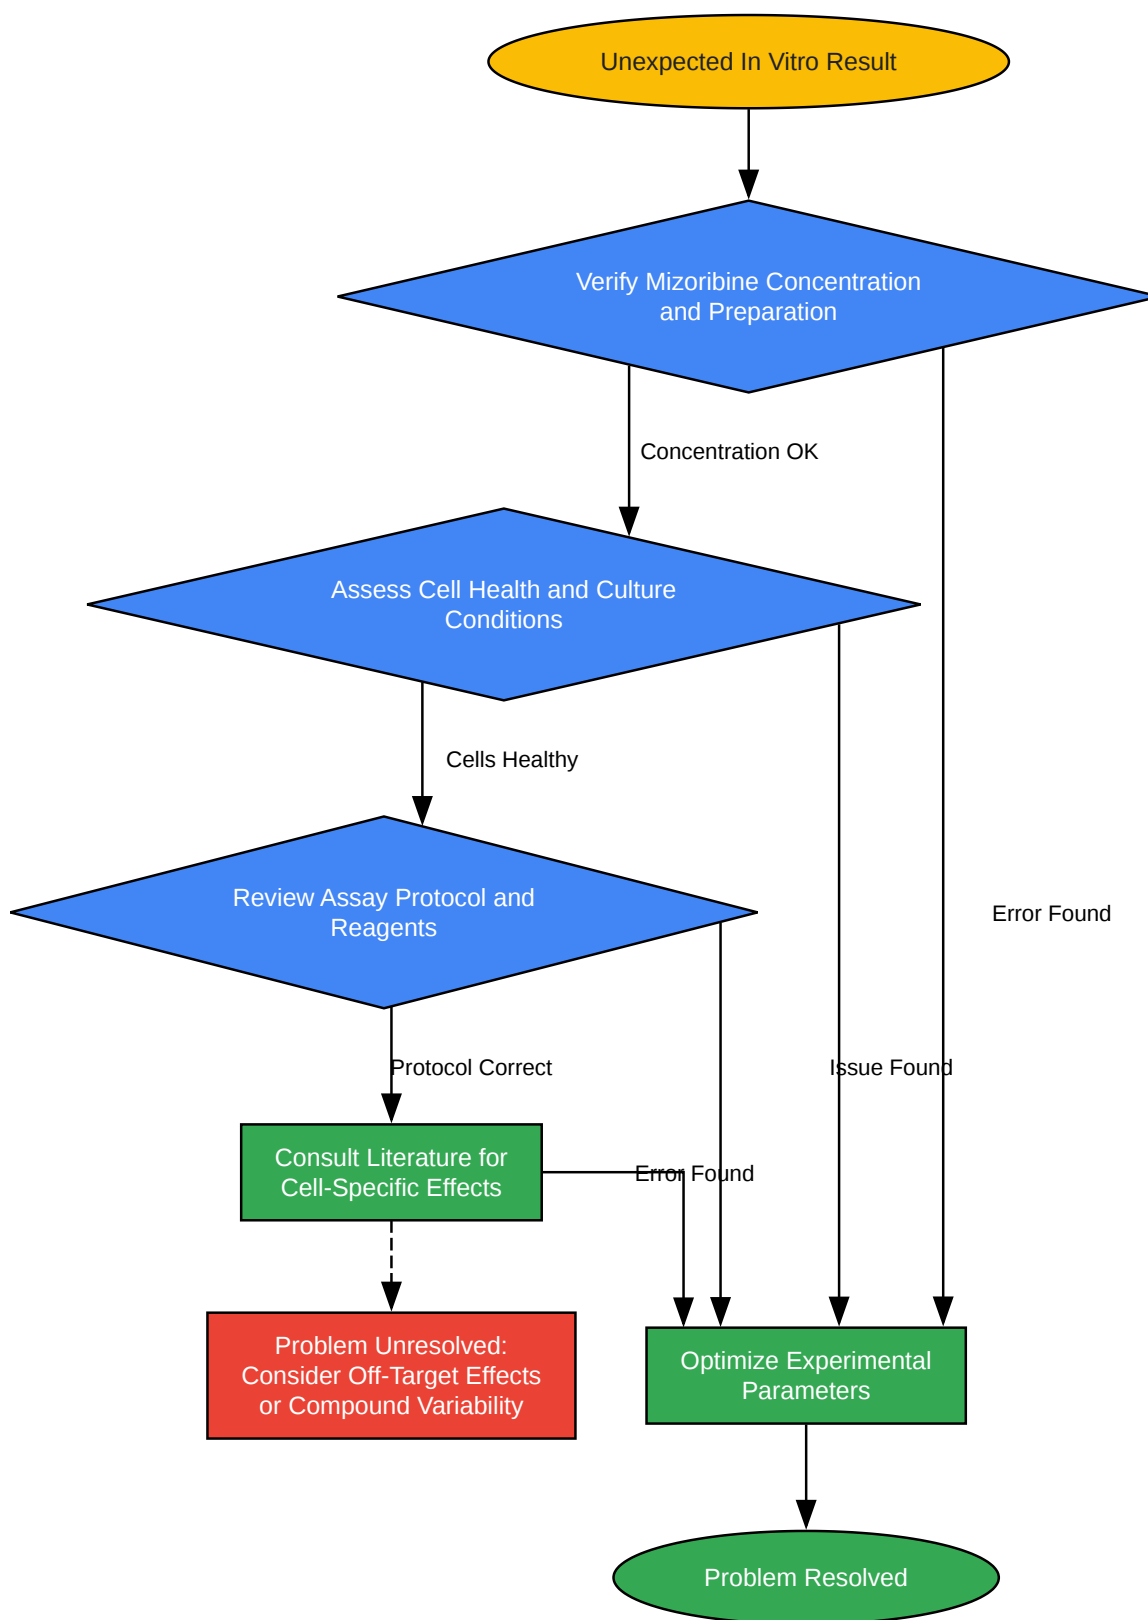 Unexpected In Vitro Result
Verify Mizoribine Concentration
and Preparation
Concentration OK
Assess Cell Health and Culture
Conditions
Cells Healthy
Review Assay Protocol and
Reagents
Error Found
Protocol Correct
Issue Found
Consult Literature for
Cell-Specific Effects
Error Found
Problem Unresolved:
Consider Off-Target Effects
or Compound Variability
Optimize Experimental
Parameters
Problem Resolved